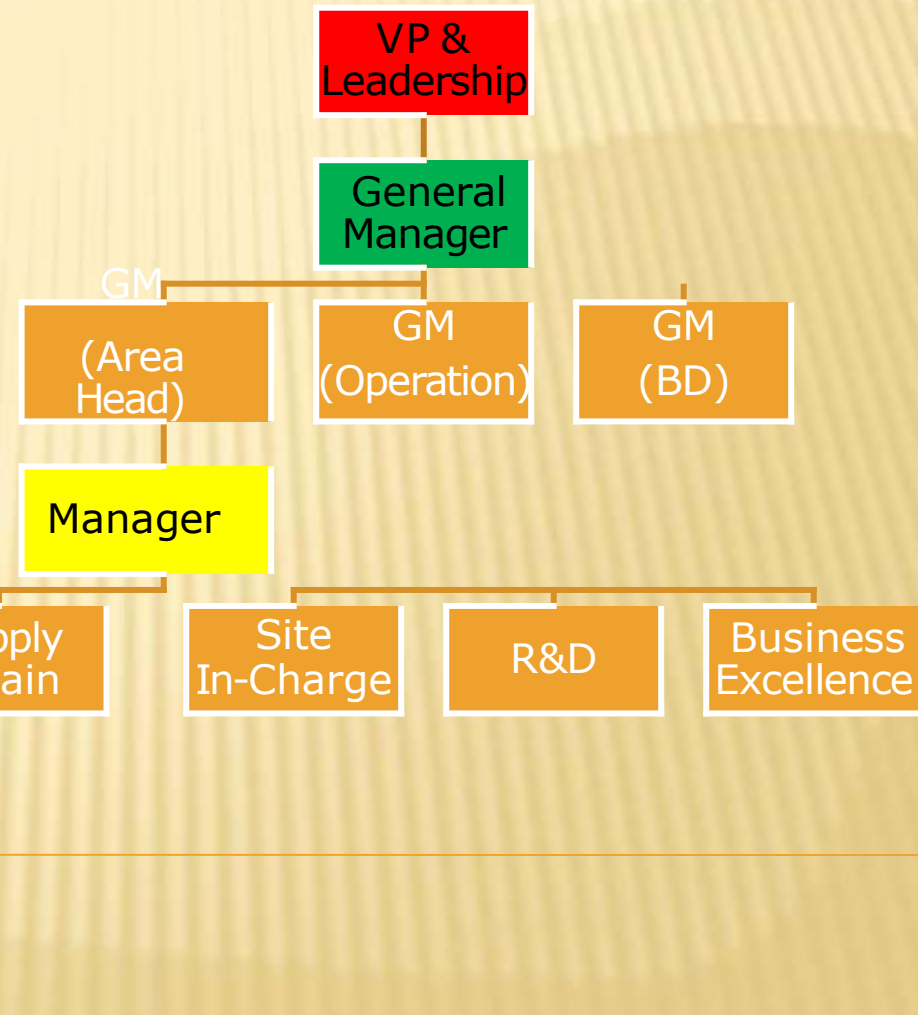 VP &
Leadership
General
Manager
GM
(Area
Head)
GM
(Operation)
GM
(BD)
Manager
Site
In-Charge
R&D
Business
Excellence